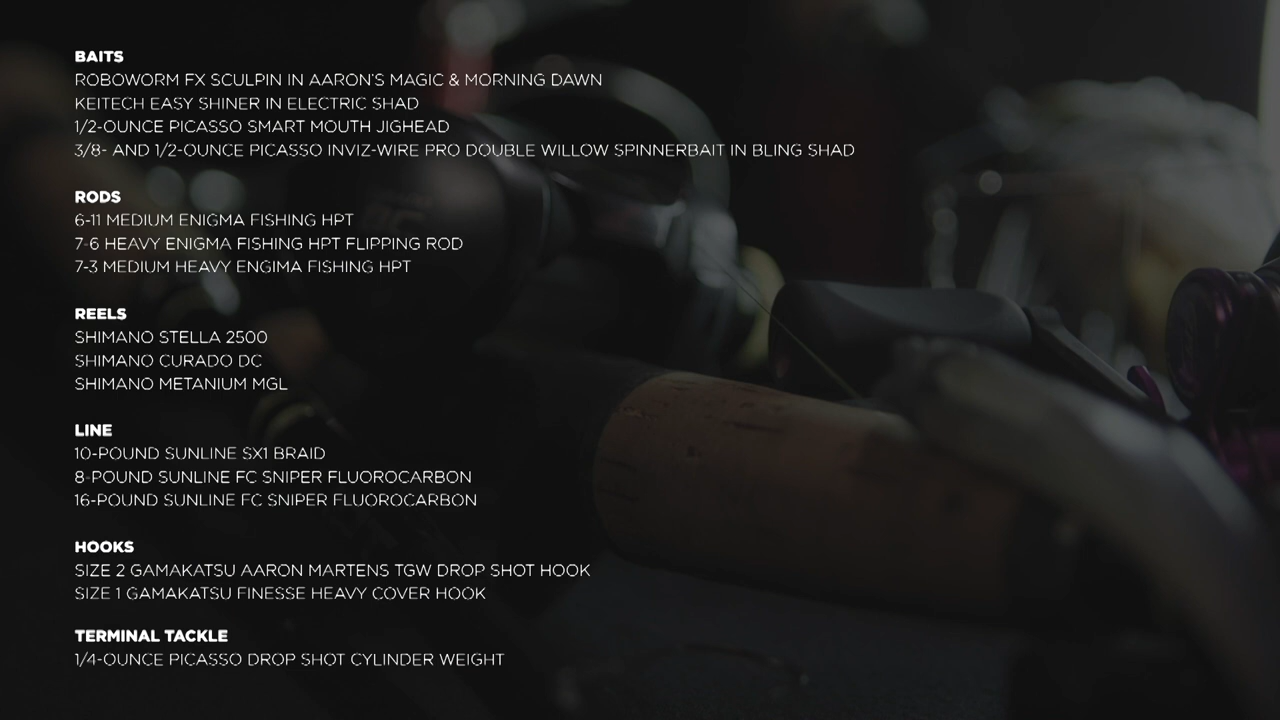 BAITS
ROBOWORM FX SCULPIN IN AARON'S MAGIC & MORNING DAWN
KEITECH EASY SHINER IN ELECTRIC SHAD
1/2-OUNCE PICASSO SMART MOUTH JIGHEAD
3/8- AND 1/2-OUNCE PICASSO INVIZ-WIRE PRO DOUBLE WILLOW SPINNERBAIT IN BLING SHAD
RODS
6-11 MEDIUM ENIGMA FISHING HPT
7-6 HEAVY ENIGMA FISHING HPT FLIPPING ROD
7-3 MEDIUM HEAVY ENGIMA FISHING HPT
REELS
SHIMANO STELLA 2500
SHIMANO CURADO DC
SHIMANO METANIUM MGL
LINE
10-POUND SUNLINE SX1 BRAID
8-POUND SUNLINE FC SNIPER FLUOROCARBON
16-POUND SUNLINE FC SNIPER FLUOROCARBON
HOOKS
SIZE 2 GAMAKATSU AARON MARTENS TGW DROP SHOT HOOK
SIZE 1 GAMAKATSU FINESSE HEAVY COVER HOOK
TERMINAL TACKLE
1/4-OUNCE PICASSO DROP SHOT CYLINDER WEIGHT